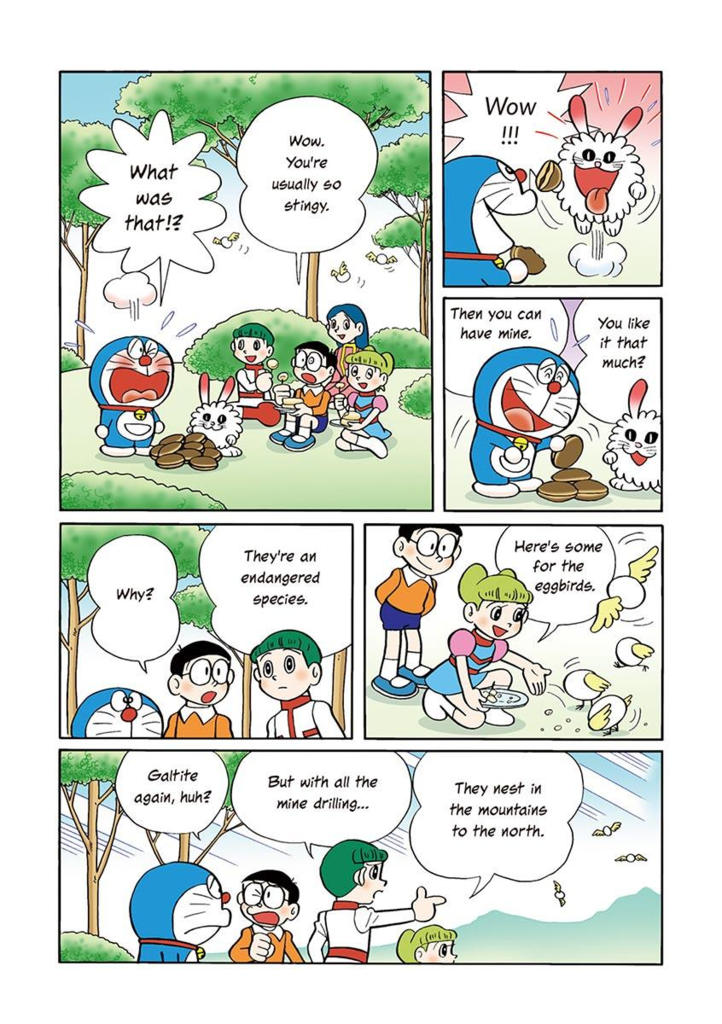 Wow
!!!
You like
it that
much?
Then you can
have mine.
Wow.
You're
usually so
stingy.
What
was
that!?
Here's some
for the
eggbirds.
They're an
endangered
species.
Why?
They nest in
the mountains
to the north.
But with all the
mine drilling...
Galtite
again, huh?